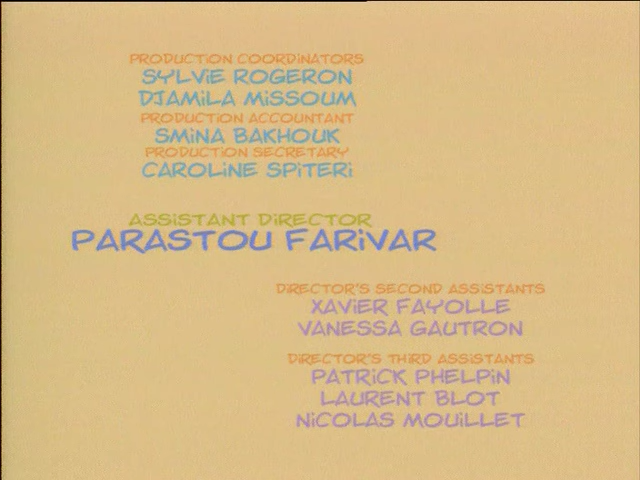 PRODUCTION COORDINATORS
SYLVIE ROGERON
DJAMILA MISSOUM
PRODUCTION ACCOUNTANT
SMINA BAKHOUK
PRODUCTION SECRETARY
CAROLINE SPITERI
ASSISTANT DIRECTOR
PARASTOU FARIVAR
DIRECTOR'S SECOND ASSISTANTS
XAVIER FAYOLLE
VANESSA GAUTRON
DIRECTOR'S THIRD ASSISTANTS
PATRICK PHELPIN
LAURENT BLOT
NICOLAS MOUILLET